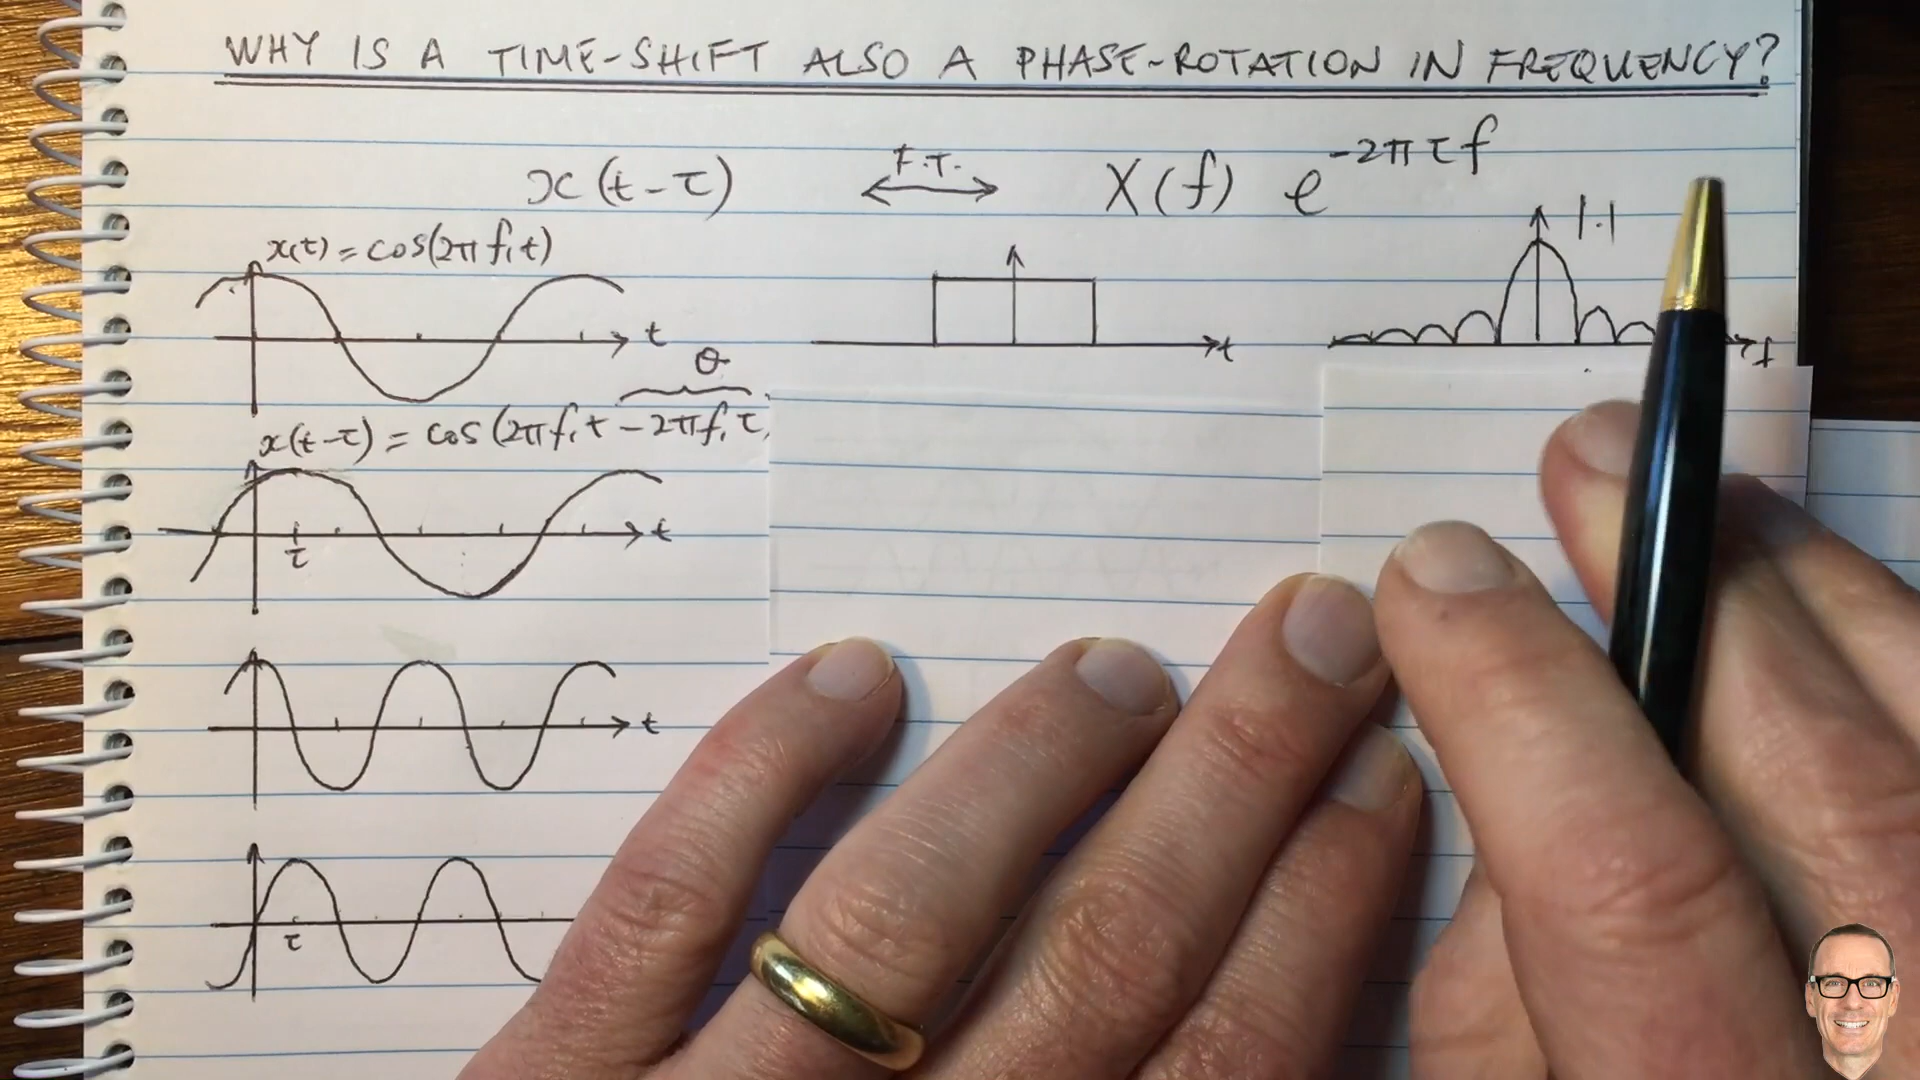 WHY IS A TIME-SHIFT ALSO A PHASE-ROTATION IN FREQUENCY?
x(t-τ) F.T. X(f) e^{-2πτf}
x(t) = cos(2πf₁t)
|·|
t
t
f
θ
x(t-τ) = cos(2πf₁t - 2πf₁τ
t
τ
t
τ